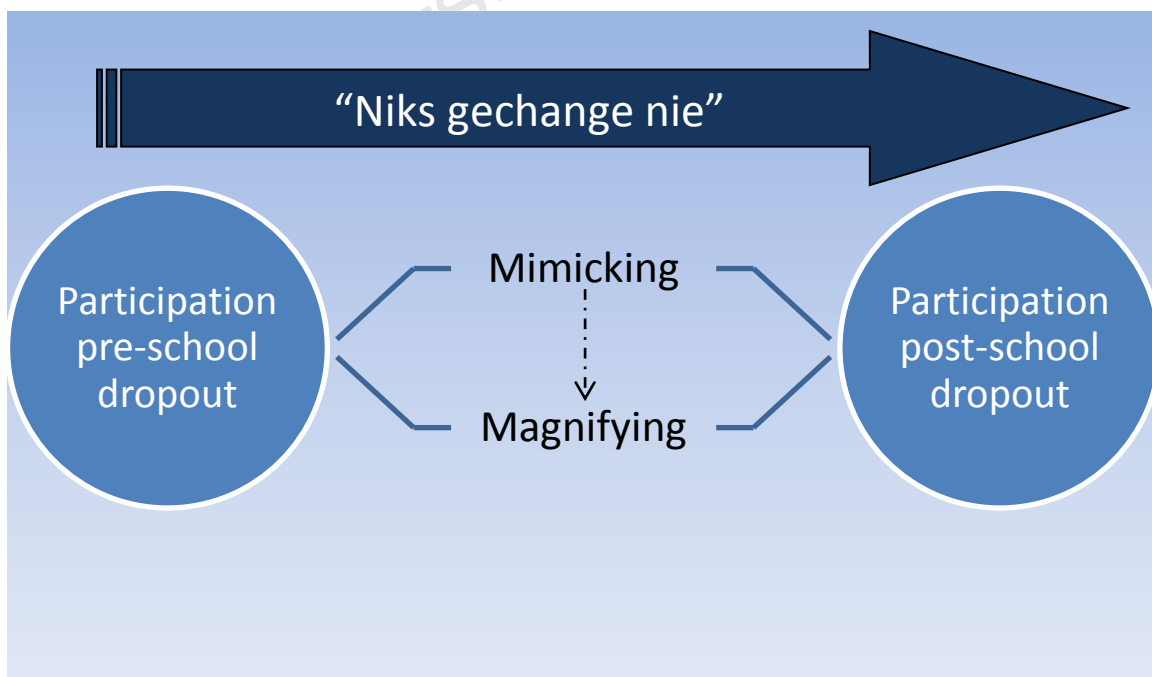 “Niks gechange nie”
Participation
pre-school
dropout
Mimicking
Magnifying
Participation
post-school
dropout